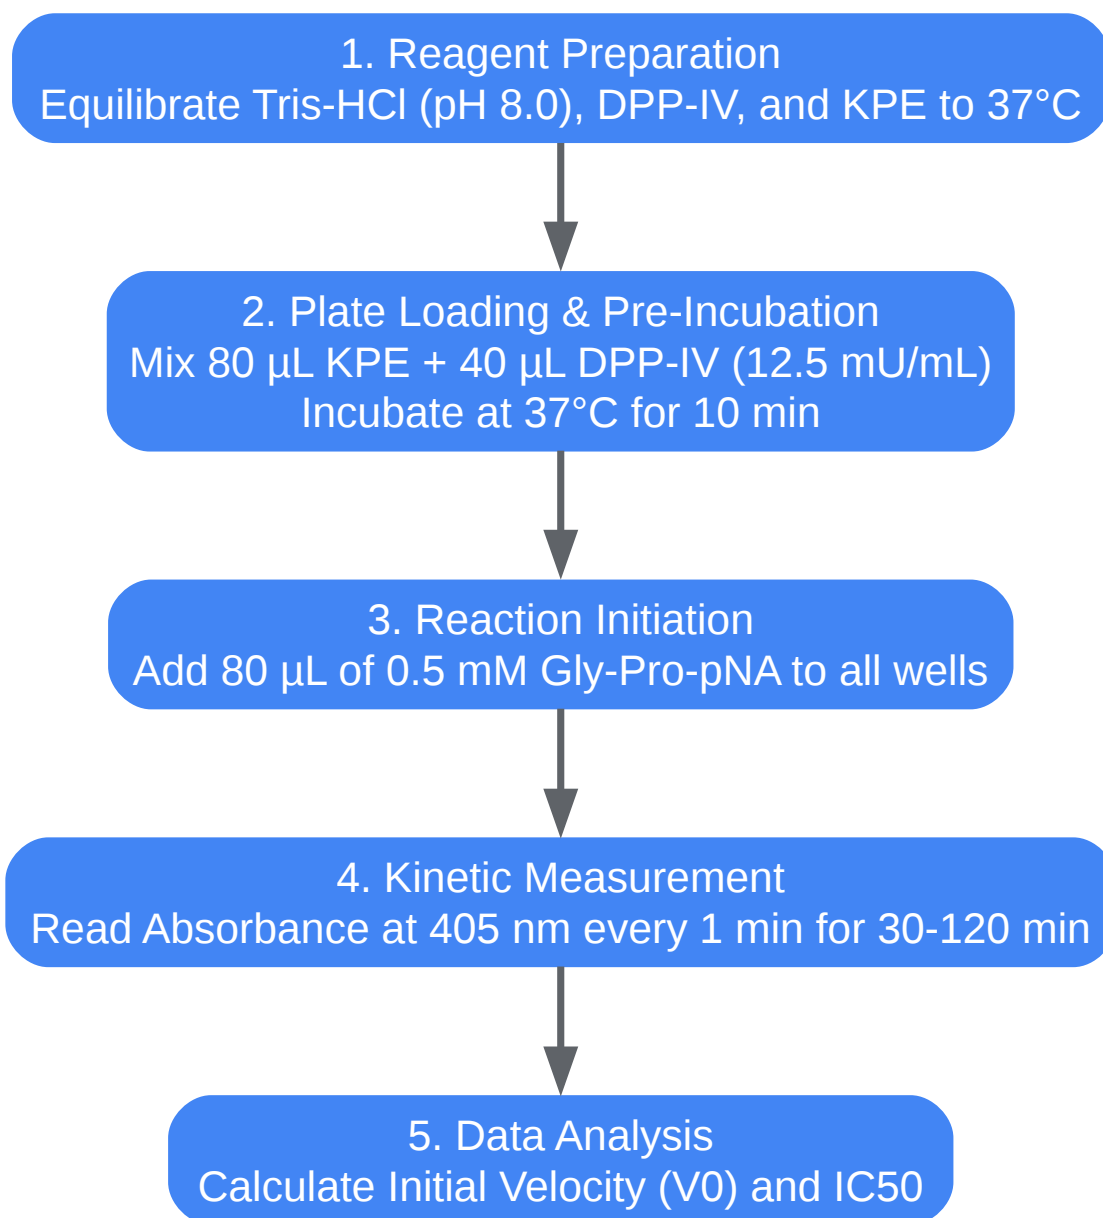 1. Reagent Preparation
Equilibrate Tris-HCl (pH 8.0), DPP-IV, and KPE to 37°C
2. Plate Loading & Pre-Incubation
Mix 80 µL KPE + 40 µL DPP-IV (12.5 mU/mL)
Incubate at 37°C for 10 min
3. Reaction Initiation
Add 80 µL of 0.5 mM Gly-Pro-pNA to all wells
4. Kinetic Measurement
Read Absorbance at 405 nm every 1 min for 30-120 min
5. Data Analysis
Calculate Initial Velocity (V0) and IC50